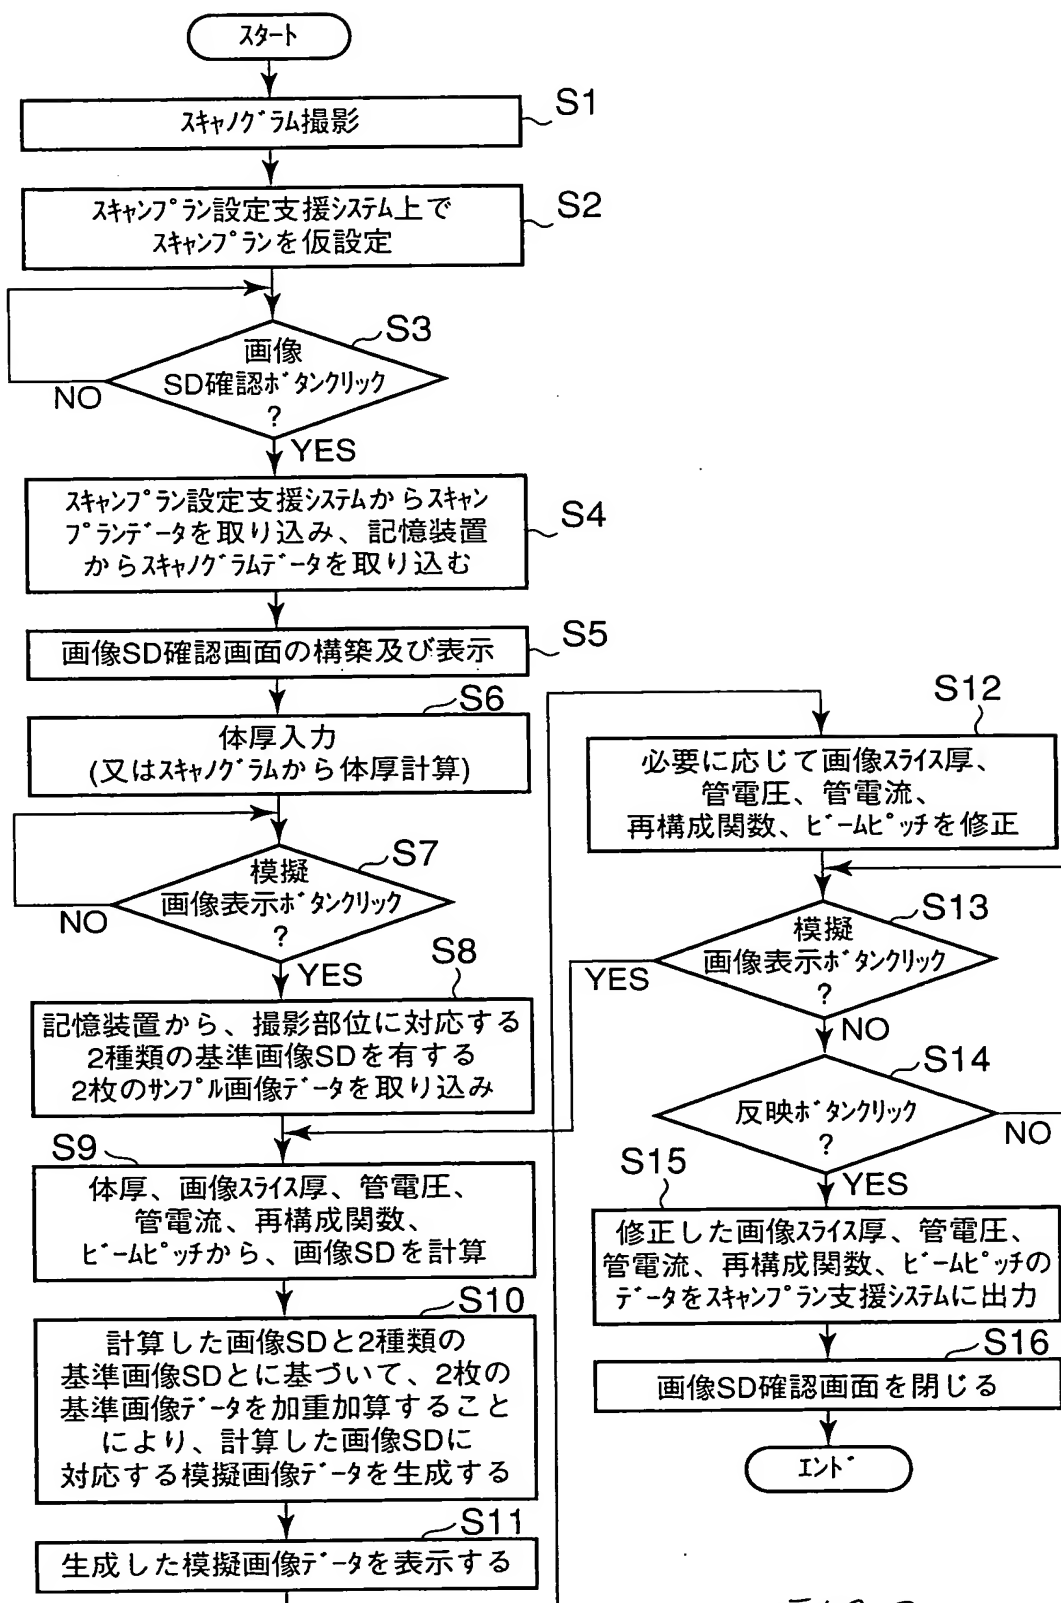 スタート
スキャノグラム撮影
S1
スキャンプラン設定支援システム上で
スキャンプランを仮設定
S2
画像
SD確認ボタンクリック
?
S3
NO
YES
スキャンプラン設定支援システムからスキャン
プランデータを取り込み、記憶装置
からスキャノグラムデータを取り込む
S4
画像SD確認画面の構築及び表示
S5
S6
体厚入力
(又はスキャノグラムから体厚計算)
模擬
画像表示ボタンクリック
?
S7
NO
YES
S8
記憶装置から、撮影部位に対応する
2種類の基準画像SDを有する
2枚のサンプル画像データを取り込み
S9
体厚、画像スライス厚、管電圧、
管電流、再構成関数、
ビームピッチから、画像SDを計算
S10
計算した画像SDと2種類の
基準画像SDとに基づいて、2枚の
基準画像データを加重加算すること
により、計算した画像SDに
対応する模擬画像データを生成する
S11
生成した模擬画像データを表示する
S12
必要に応じて画像スライス厚、
管電圧、管電流、
再構成関数、ビームピッチを修正
S13
模擬
画像表示ボタンクリック
?
YES
NO
S14
反映ボタンクリック
?
NO
YES
S15
修正した画像スライス厚、管電圧、
管電流、再構成関数、ビームピッチの
データをスキャンプラン支援システムに出力
S16
画像SD確認画面を閉じる
エンド